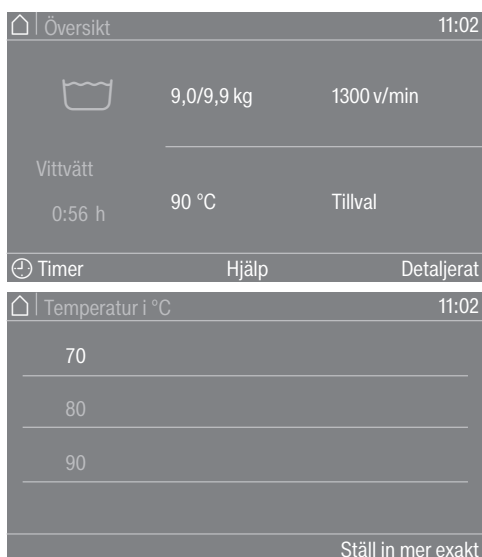 Översikt 11:02
9,0/9,9 kg 1300 v/min
Vittvätt
0:56 h
90 °C Tillval
Timer Hjälp Detaljerat
Temperatur i °C 11:02
70
80
90
Ställ in mer exakt